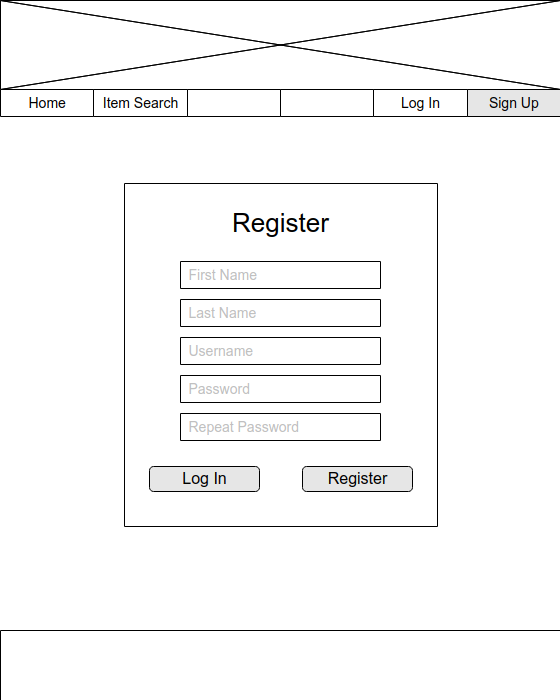 Home Item Search Log In Sign Up
Register
First Name
Last Name
Username
Password
Repeat Password
Log In Register